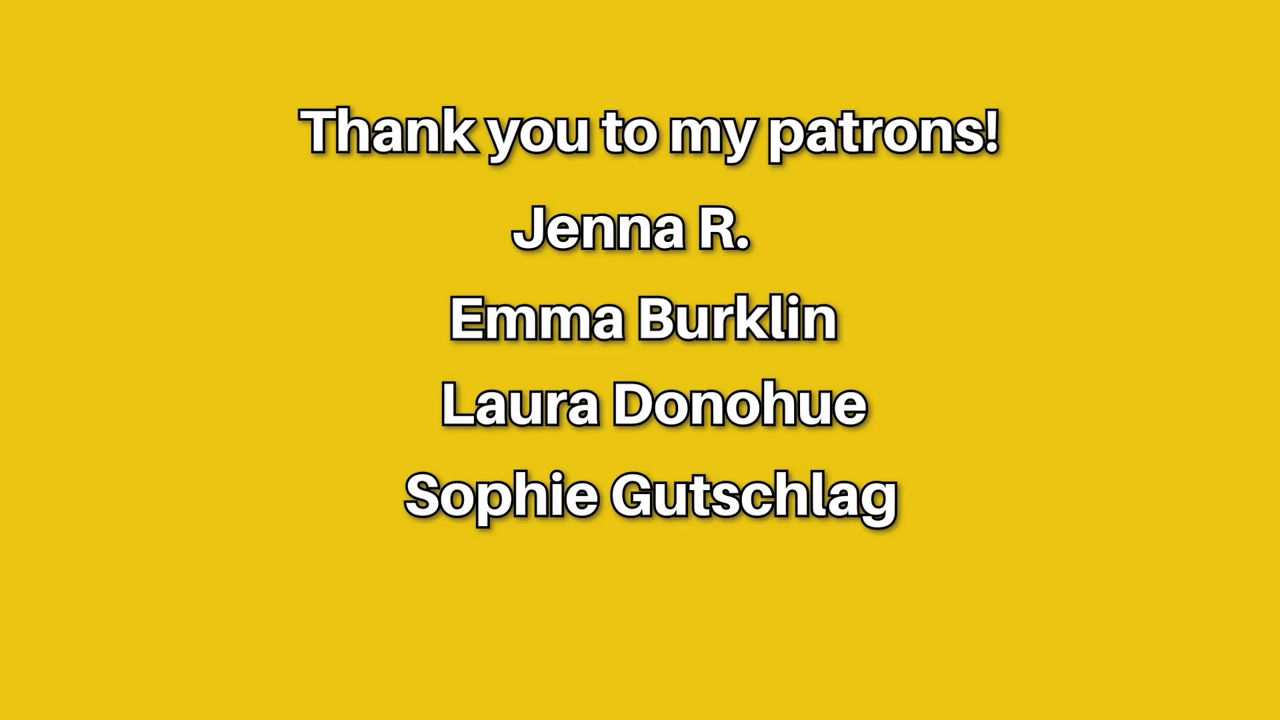 Thank you to my patrons!
Jenna R.
Emma Burklin
Laura Donohue
Sophie Gutschlag